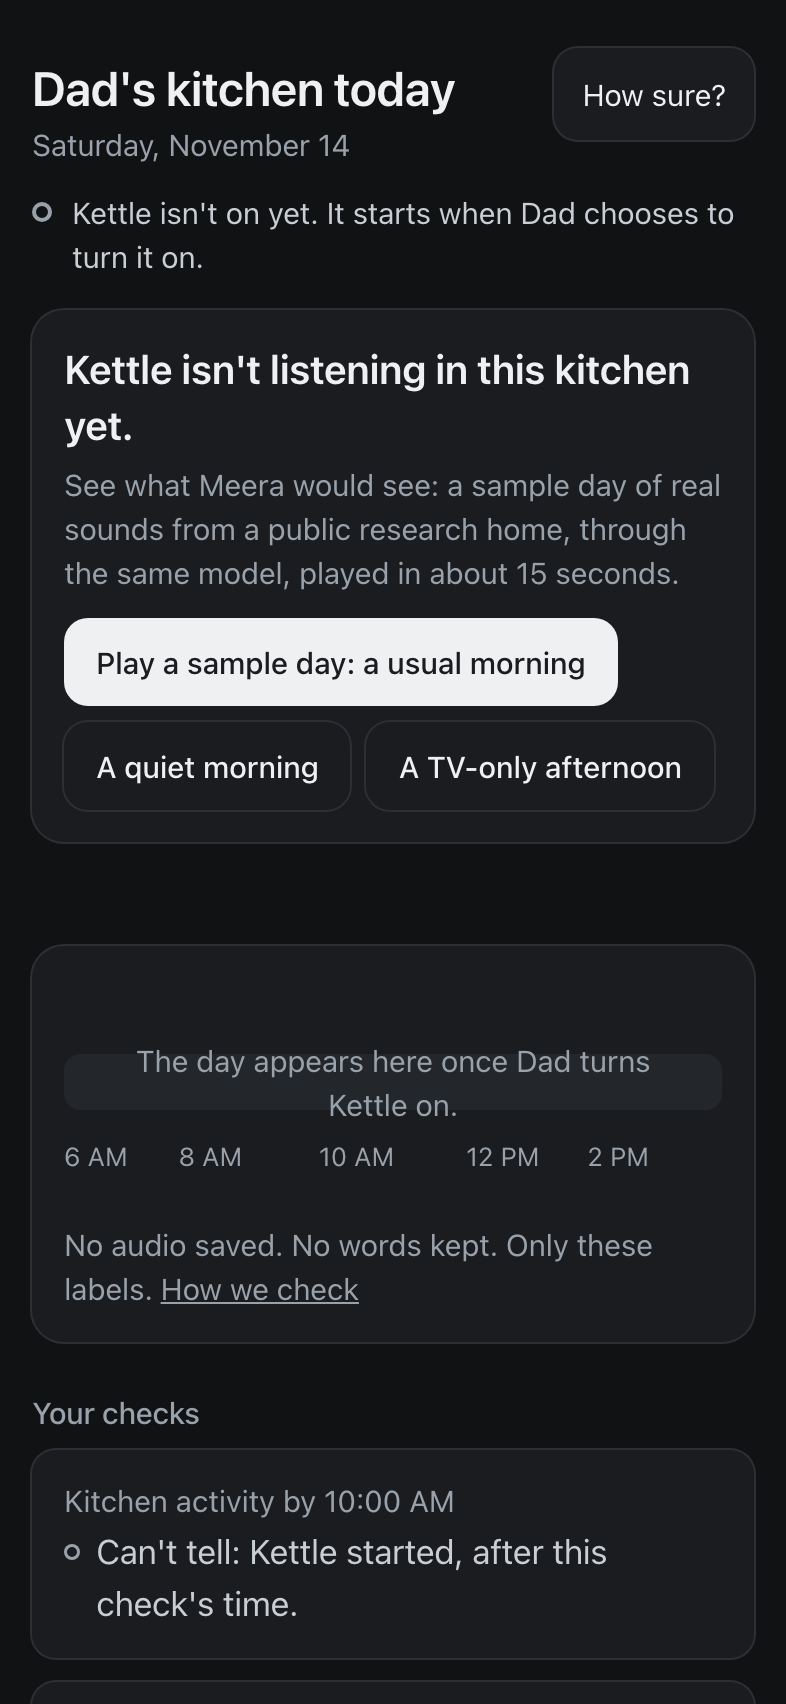 Dad's kitchen today
How sure?
Saturday, November 14
Kettle isn't on yet. It starts when Dad chooses to
turn it on.
Kettle isn't listening in this kitchen
yet.
See what Meera would see: a sample day of real
sounds from a public research home, through
the same model, played in about 15 seconds.
Play a sample day: a usual morning
A quiet morning
A TV-only afternoon
The day appears here once Dad turns
Kettle on.
6 AM 8 AM 10 AM 12 PM 2 PM
No audio saved. No words kept. Only these
labels. How we check
Your checks
Kitchen activity by 10:00 AM
Can't tell: Kettle started, after this
check's time.